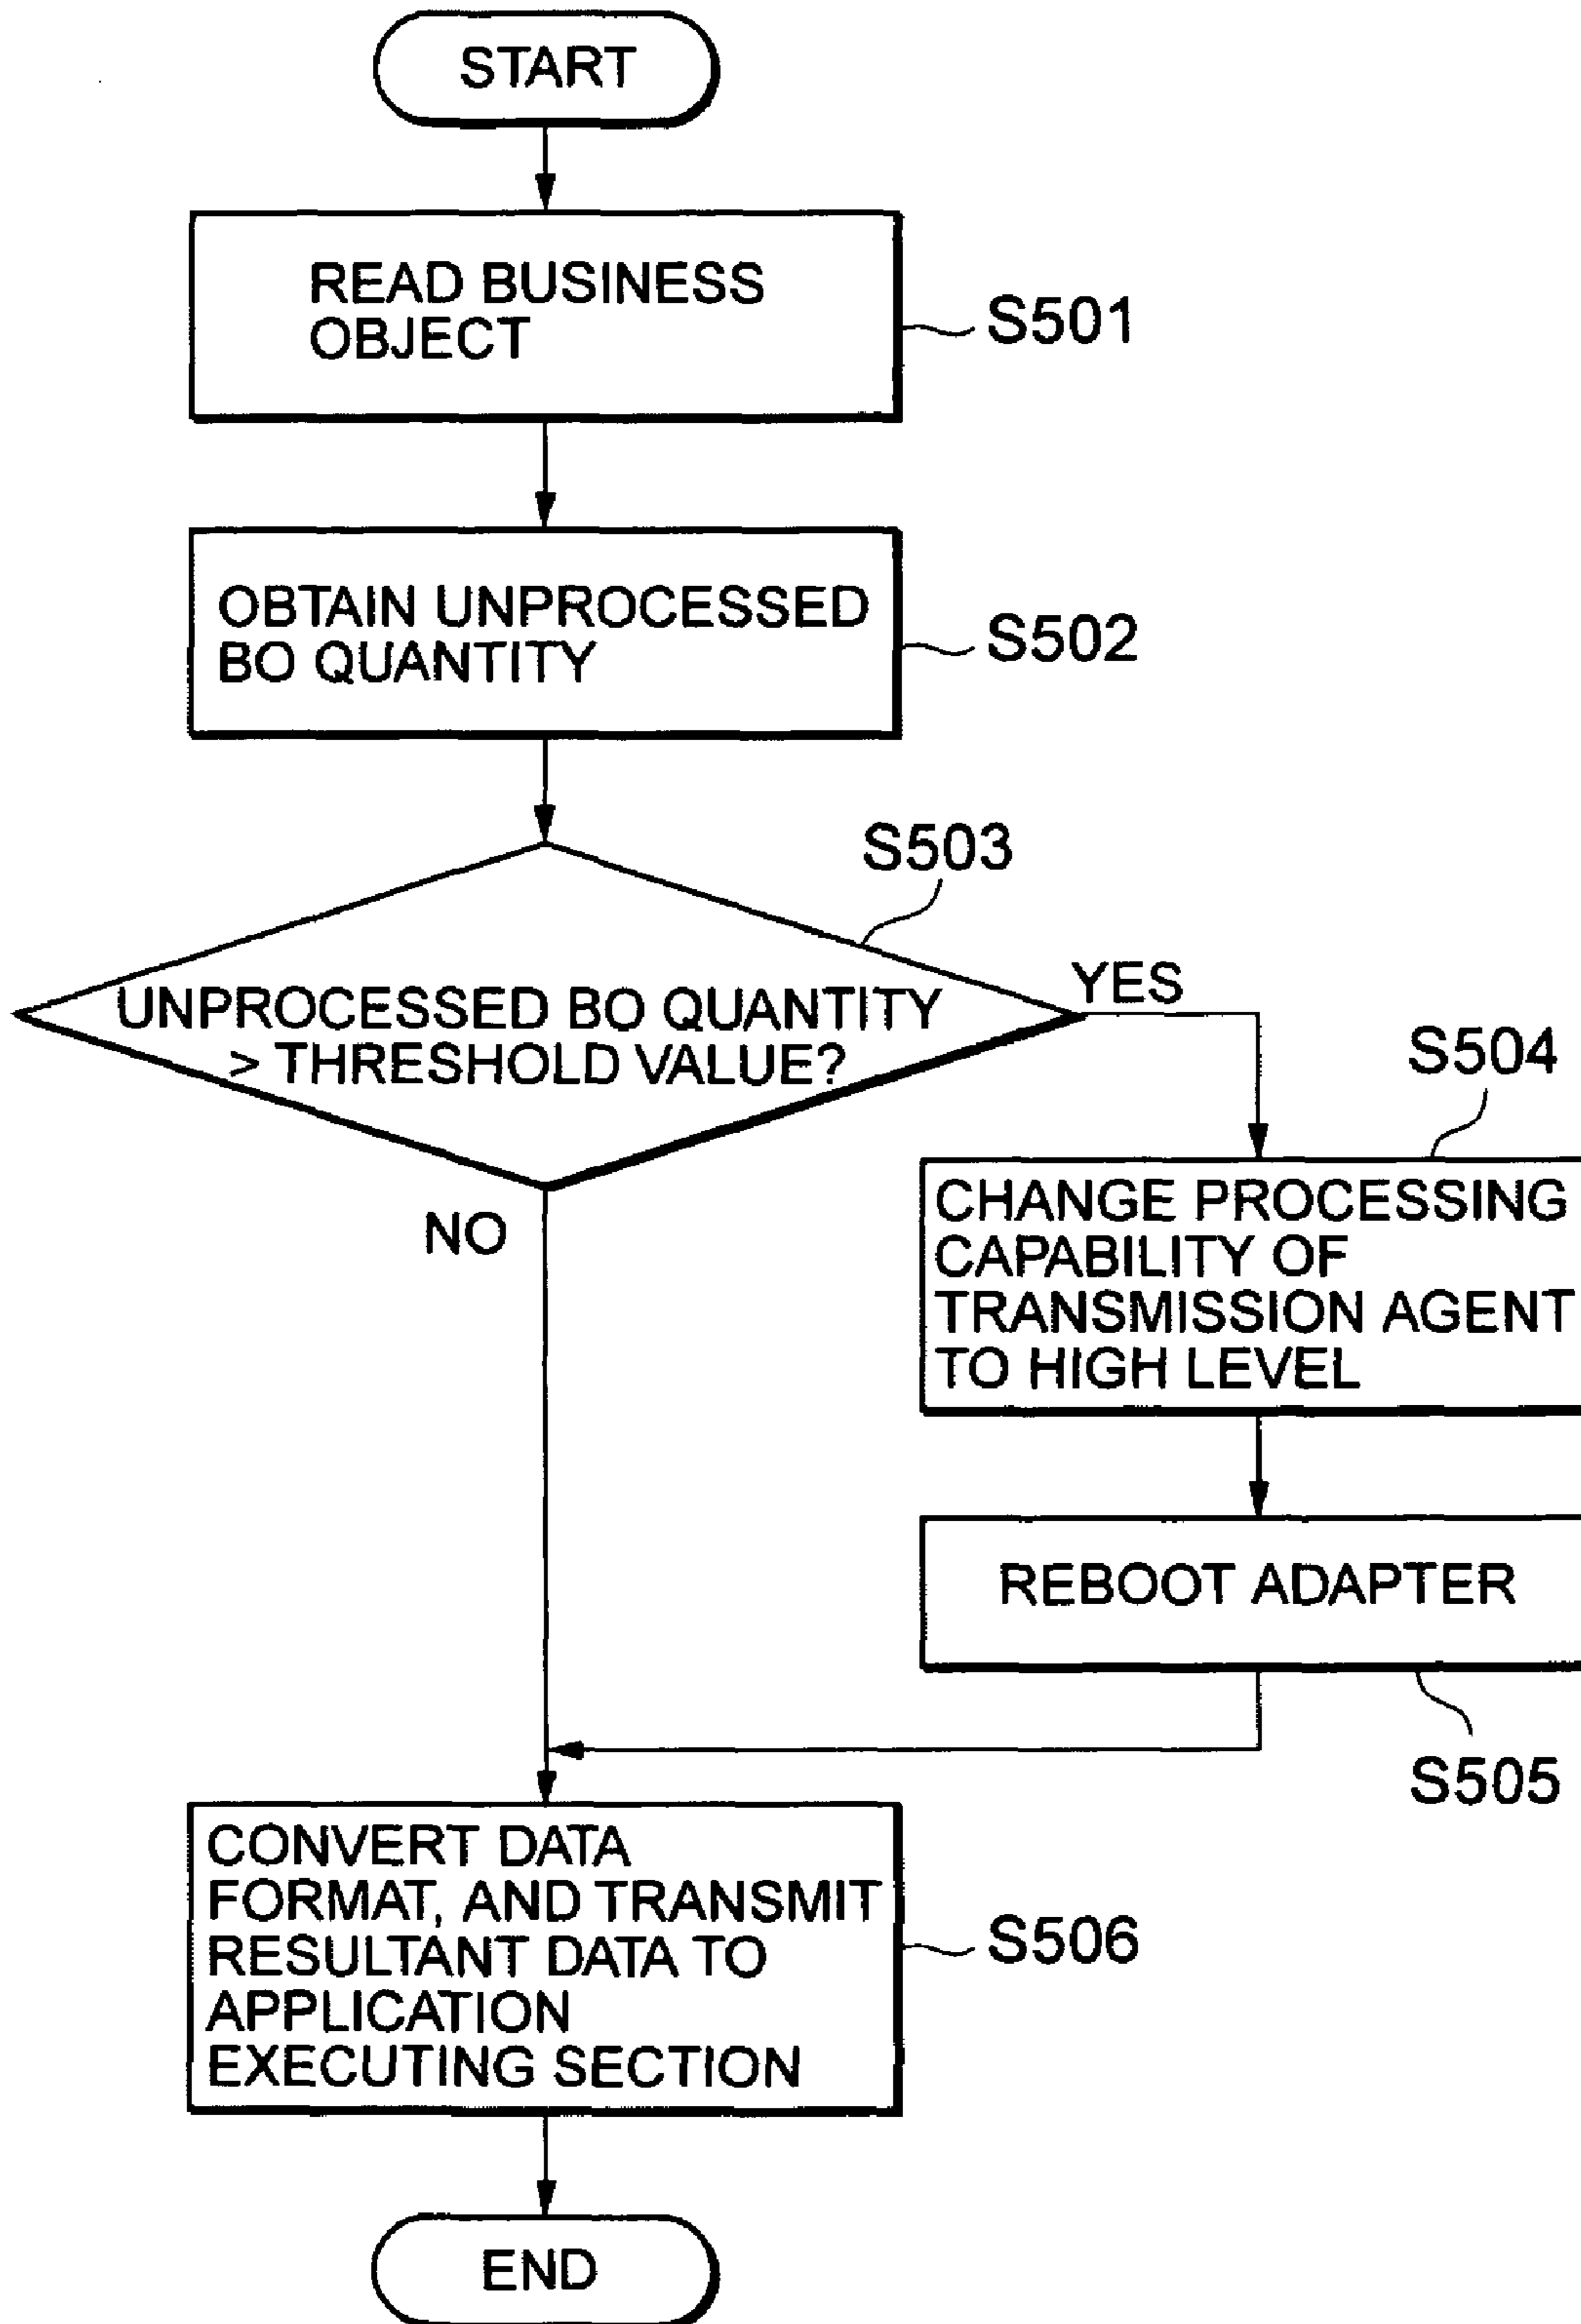 START
READ BUSINESS
OBJECT
S501
OBTAIN UNPROCESSED
BO QUANTITY
S502
S503
UNPROCESSED BO QUANTITY
> THRESHOLD VALUE?
YES
NO
S504
CHANGE PROCESSING
CAPABILITY OF
TRANSMISSION AGENT
TO HIGH LEVEL
REBOOT ADAPTER
S505
CONVERT DATA
FORMAT, AND TRANSMIT
RESULTANT DATA TO
APPLICATION
EXECUTING SECTION
S506
END